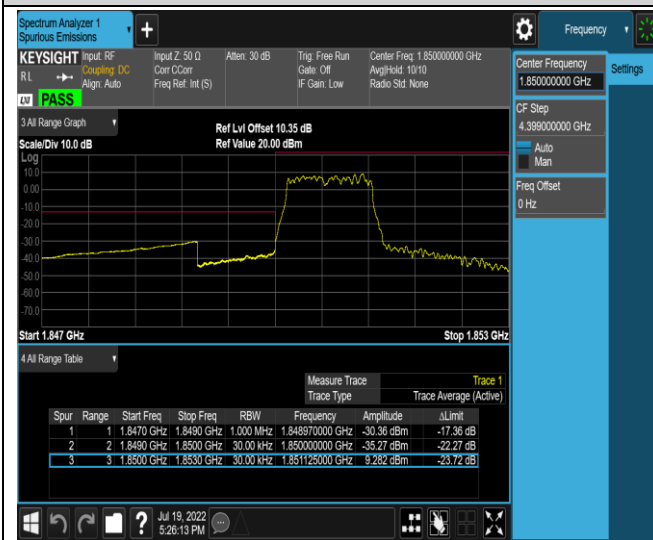 Spectrum Analyzer 1
Spurious Emissions
Frequency
KEYSIGHT Input: RF Input Z: 50 Ω Atten: 30 dB Trig: Free Run Center Freq: 1.850000000 GHz
R L Coupling: DC Corr CCorr Gate: Off Avg|Hold: 10/10
Align: Auto Freq Ref: Int (S) IF Gain: Low Radio Std: None
LXI PASS
Center Frequency
1.850000000 GHz
Settings
CF Step
4.399000000 GHz
Auto
Man
Freq Offset
0 Hz
3 All Range Graph
Ref Lvl Offset 10.35 dB
Scale/Div 10.0 dB Ref Value 20.00 dBm
Log
10.0
0.00
-10.0
-20.0
-30.0
-40.0
-50.0
-60.0
-70.0
Start 1.847 GHz Stop 1.853 GHz
4 All Range Table
Measure Trace Trace 1
Trace Type Trace Average (Active)
Spur Range Start Freq Stop Freq RBW Frequency Amplitude ΔLimit
1 1 1.8470 GHz 1.8490 GHz 1.000 MHz 1.848970000 GHz -30.36 dBm -17.36 dB
2 2 1.8490 GHz 1.8500 GHz 30.00 kHz 1.850000000 GHz -35.27 dBm -22.27 dB
3 3 1.8500 GHz 1.8530 GHz 30.00 kHz 1.851125000 GHz 9.282 dBm -23.72 dB
? Jul 19, 2022
5:26:13 PM